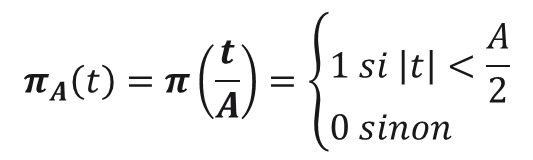 π_A(t) = π(t/A) = { 1 si |t| < A/2
0 sinon